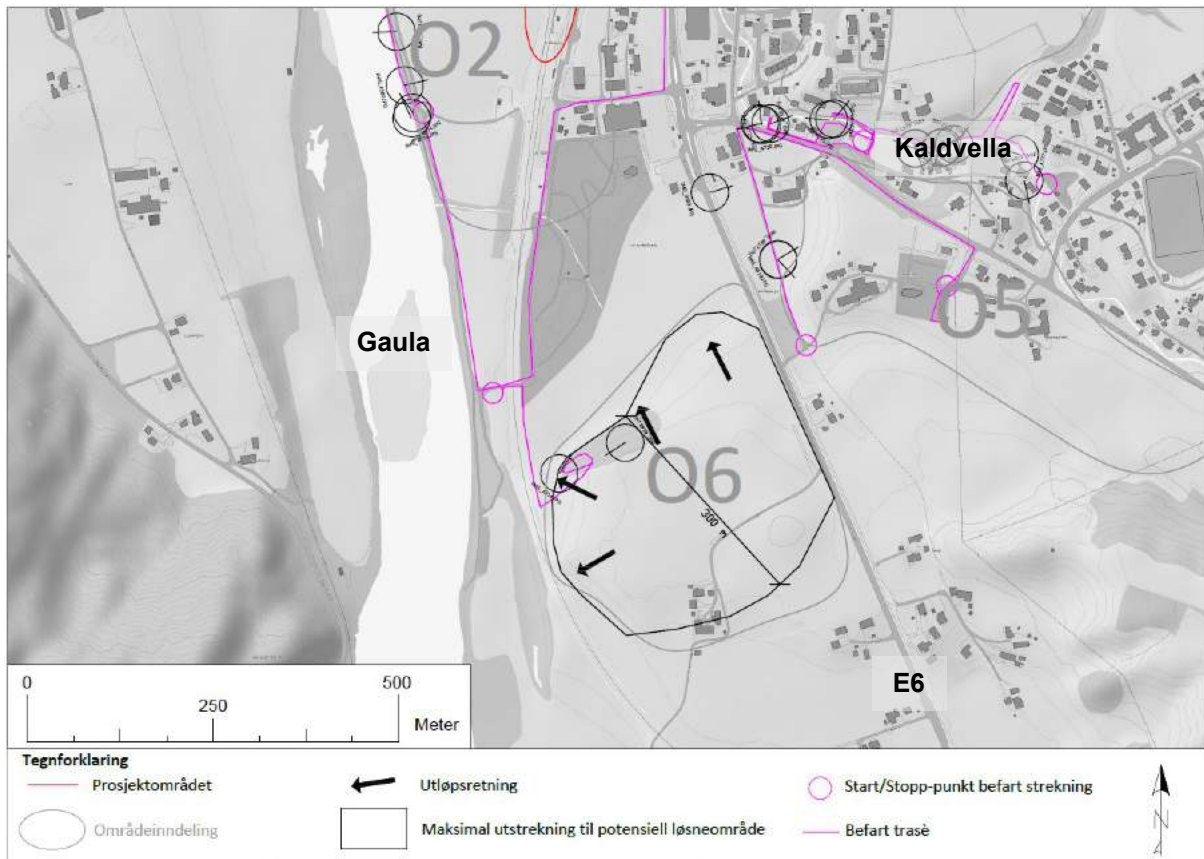 O2
Kaldvella
Gaula
O5
O6
300 m
E6
0 500
250
Meter
Tegnforklaring
Prosjektområdet
Utløpsretning
Start/Stopp-punkt befart strekning
Områdeinndeling
Maksimal utstrekning til potensiell løsneområde
Befart trasè
N